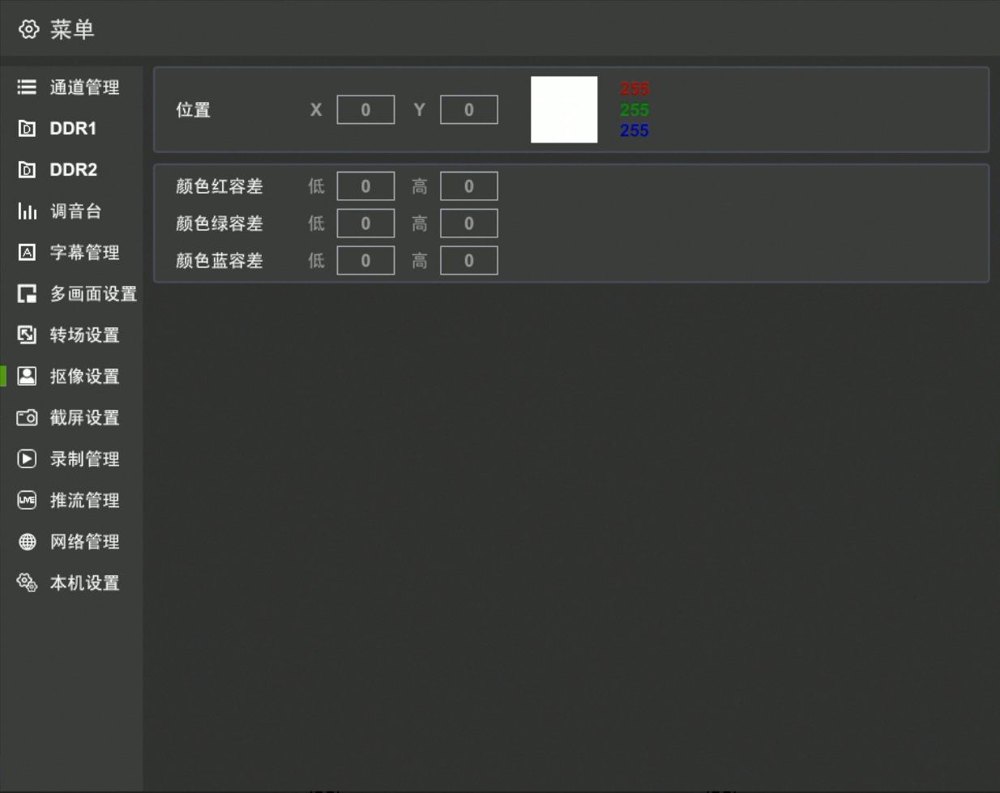 菜单
通道管理
DDR1
DDR2
调音台
字幕管理
多画面设置
转场设置
抠像设置
截屏设置
录制管理
推流管理
网络管理
本机设置
位置 X 0 Y 0
255
255
255
颜色红容差 低 0 高 0
颜色绿容差 低 0 高 0
颜色蓝容差 低 0 高 0